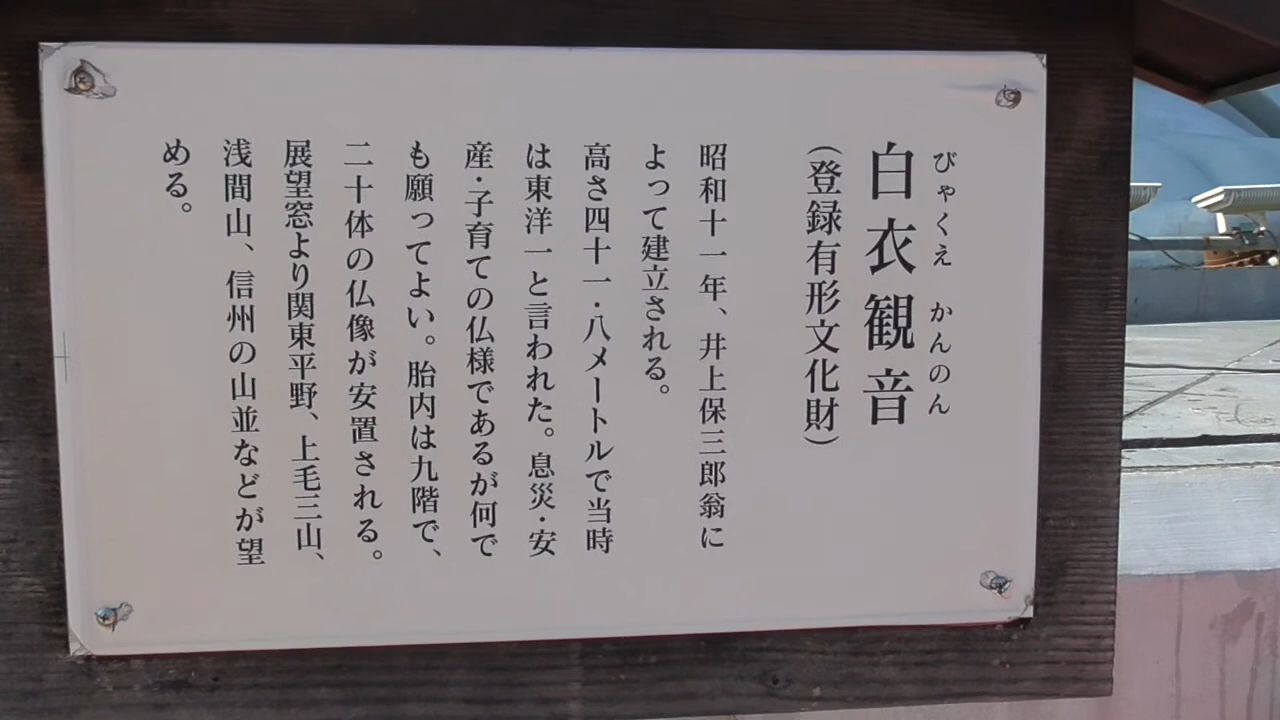 びゃくえ かんのん
白衣観音
(登録有形文化財)
昭和十一年、井上保三郎翁に
よって建立される。
高さ四十一・八メートルで当時
は東洋一と言われた。息災・安
産・子育ての仏様であるが何で
も願ってよい。胎内は九階で、
二十体の仏像が安置される。
展望窓より関東平野、上毛三山、
浅間山、信州の山並などが望
める。